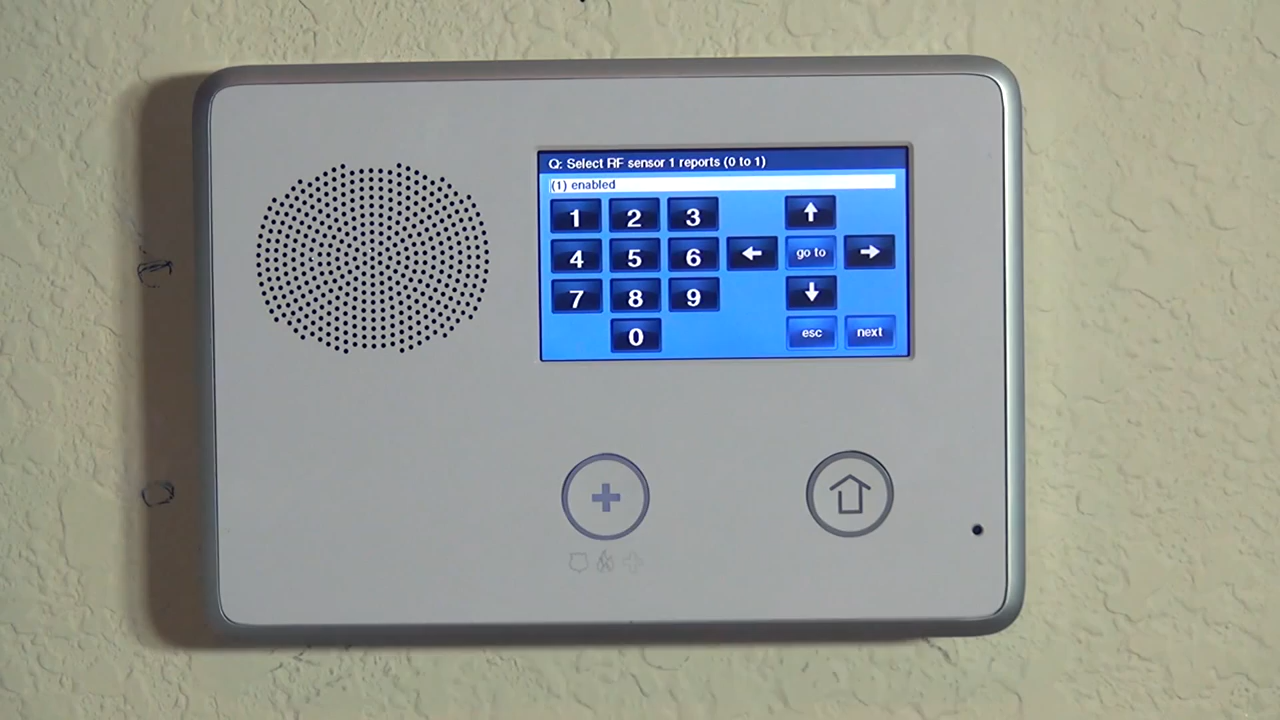 Q: Select RF sensor 1 reports (0 to 1)
(1) enabled
1 2 3
4 5 6 go to
7 8 9
0 esc next